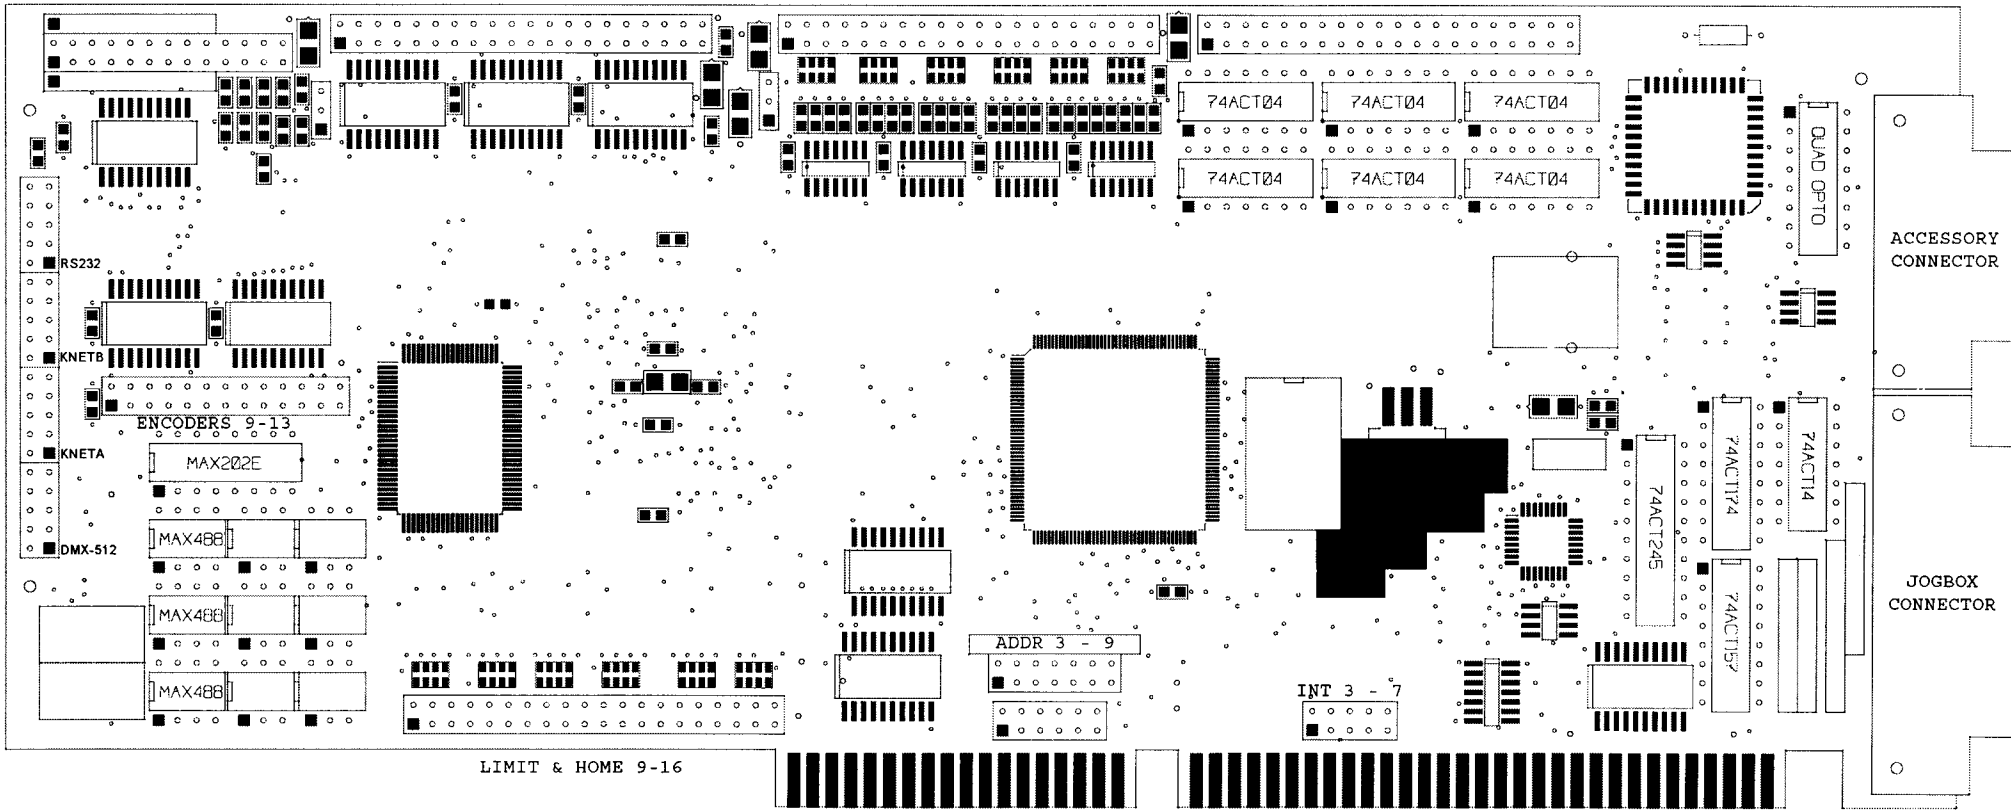 74ACT04
74ACT04
74ACT04
QUAD OPTO
74ACT04
74ACT04
74ACT04
ACCESSORY
CONNECTOR
RS232
KNETB
ENCODERS 9-13
KNETA
MAX202E
74ACT174
74ACT14
74ACT245
DMX-512
MAX488
MAX488
MAX488
JOGBOX
CONNECTOR
74ACT157
ADDR 3 - 9
INT 3 - 7
LIMIT & HOME 9-16